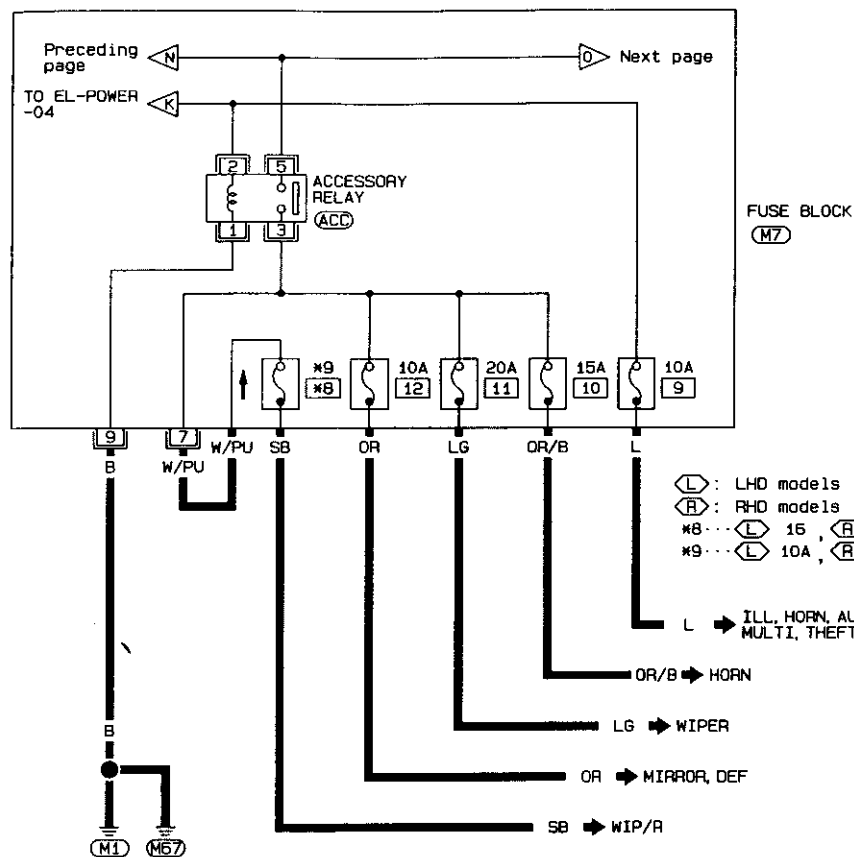 Preceding page
N
O
Next page
TO EL-POWER -04
K
2
5
ACCESSORY RELAY
ACC
1
3
FUSE BLOCK
M7
*9
*8
10A
12
20A
11
15A
10
10A
9
9
7
W/PU
SB
OR
LG
OR/B
L
B
W/PU
L : LHD models
R : RHD models
*8 ··· L 16 , R
*9 ··· L 10A , R
L
ILL, HORN, AU
MULTI, THEFT
OR/B
HORN
LG
WIPER
B
OR
MIRROR, DEF
SB
WIP/R
M1
M67